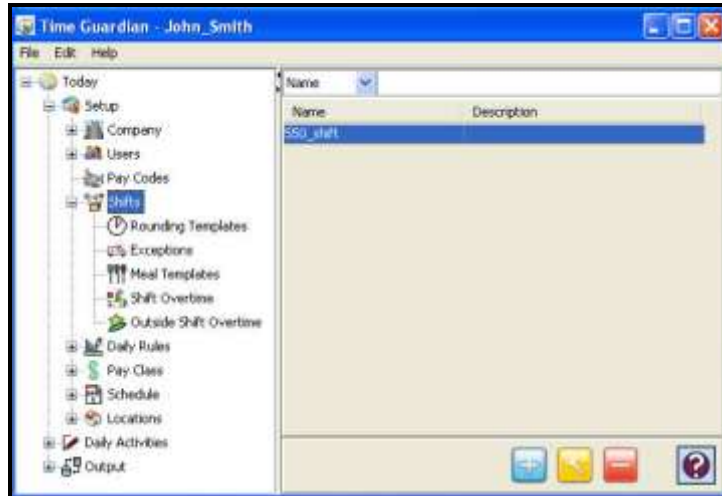 Time Guardian - John_Smith
File Edit Help
Today
Setup
Company
Users
Pay Codes
Shifts
Rounding Templates
Exceptions
Meal Templates
Shift Overtime
Outside Shift Overtime
Daily Rules
Pay Class
Schedule
Locations
Daily Activities
Output
Name
Name Description
550_shift